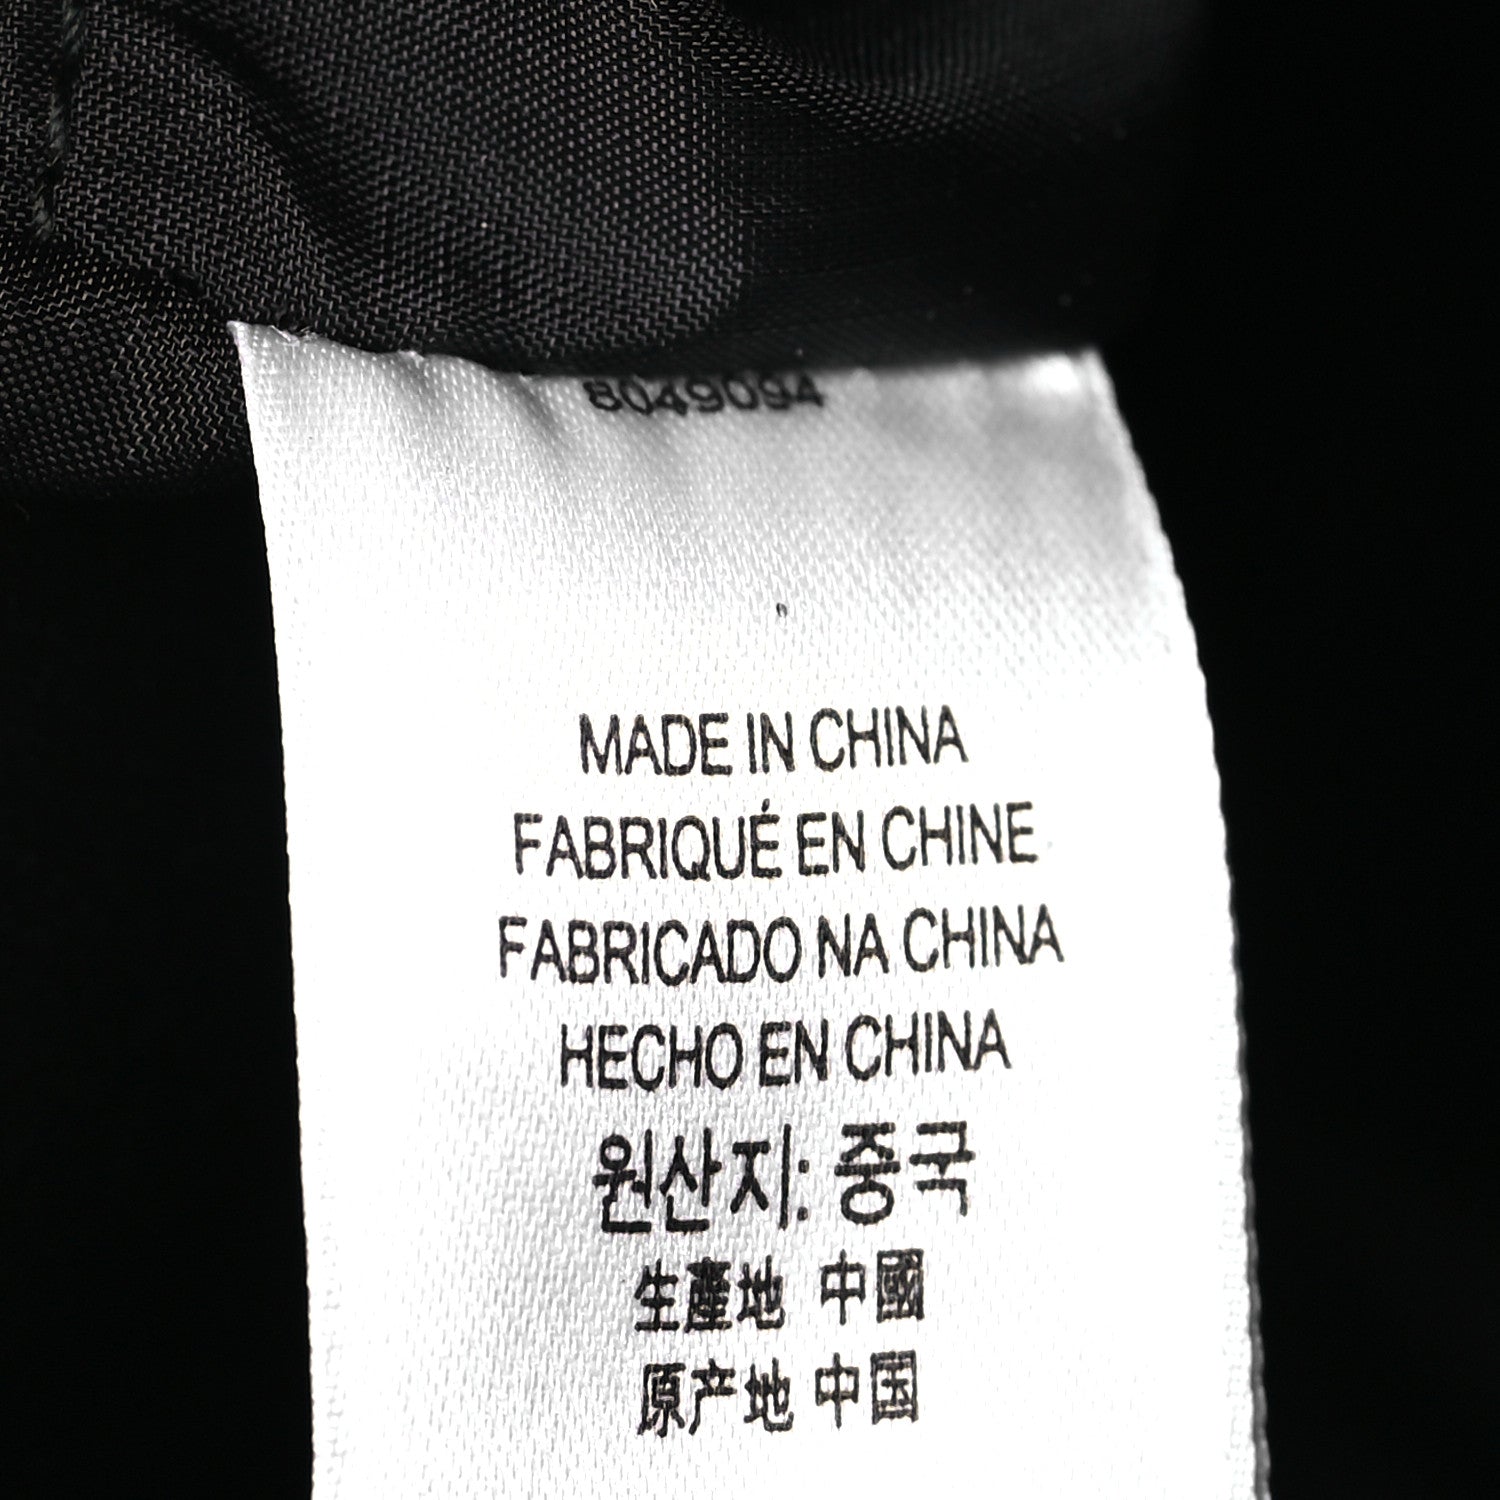 8049094
MADE IN CHINA
FABRIQUÉ EN CHINE
FABRICADO NA CHINA
HECHO EN CHINA
원산지: 중국
生產地 中國
原产地 中国